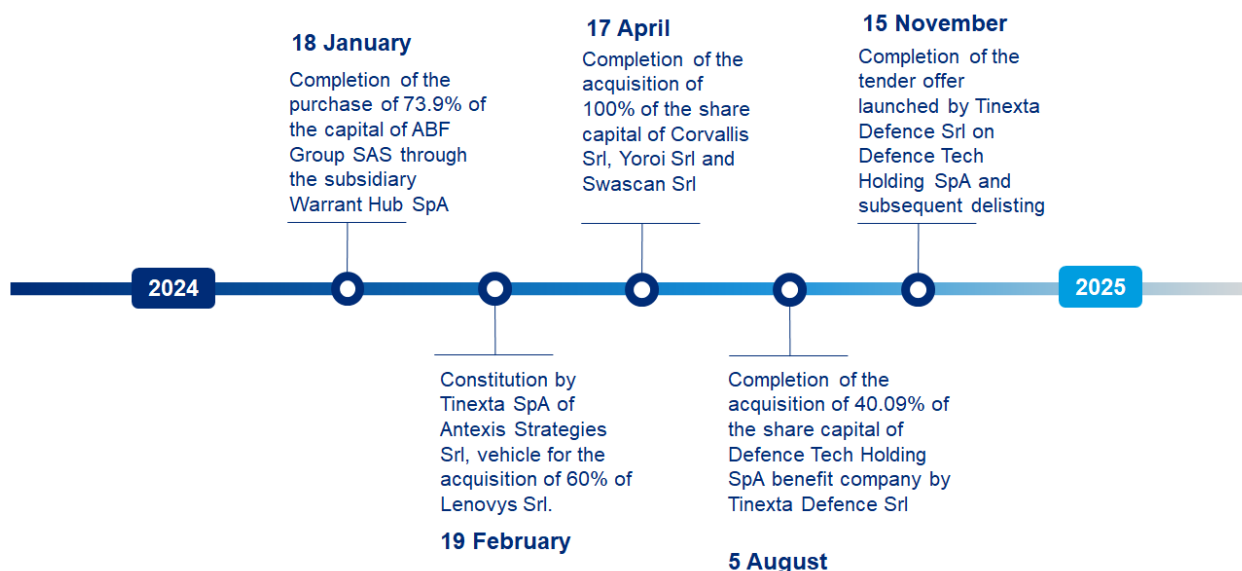 18 January
Completion of the
purchase of 73.9% of
the capital of ABF
Group SAS through
the subsidiary
Warrant Hub SpA
17 April
Completion of the
acquisition of
100% of the share
capital of Corvallis
Srl, Yoroi Srl and
Swascan Srl
15 November
Completion of the
tender offer
launched by Tinexta
Defence Srl on
Defence Tech
Holding SpA and
subsequent delisting
2024
2025
Constitution by
Tinexta SpA of
Antexis Strategies
Srl, vehicle for the
acquisition of 60% of
Lenovys Srl.
19 February
Completion of the
acquisition of 40.09% of
the share capital of
Defence Tech Holding
SpA benefit company by
Tinexta Defence Srl
5 August